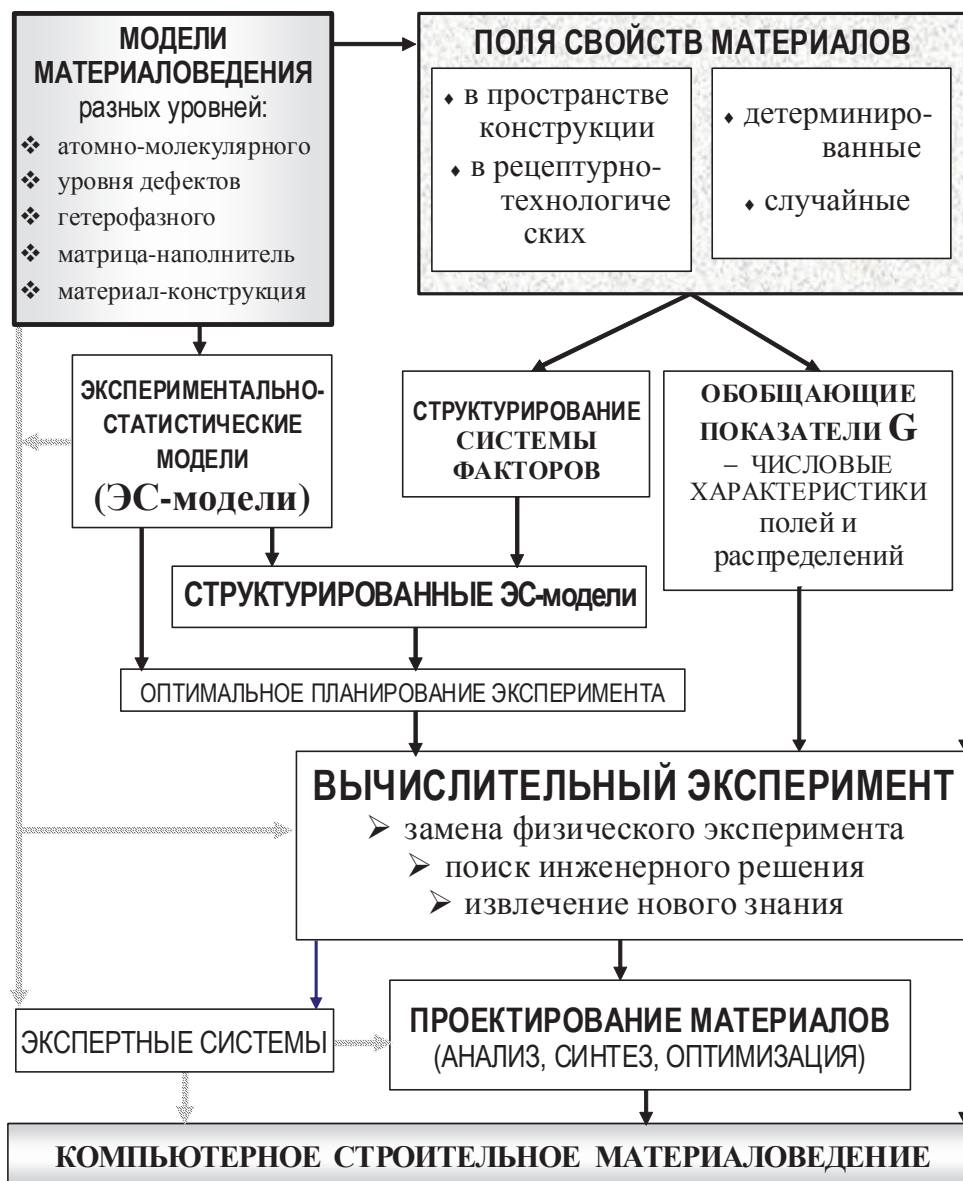 МОДЕЛИ
МАТЕРИАЛОВЕДЕНИЯ
разных уровней:
❖ атомно-молекулярного
❖ уровня дефектов
❖ гетерофазного
❖ матрица-наполнитель
❖ материал-конструкция
ПОЛЯ СВОЙСТВ МАТЕРИАЛОВ
♦ в пространстве
конструкции
♦ в рецептурно-
технологиче
ских
♦ детерминиро-
ванные
♦ случайные
ЭКСПЕРИМЕНТАЛЬНО-
СТАТИСТИЧЕСКИЕ
МОДЕЛИ
(ЭС-модели)
СТРУКТУРИРОВАНИЕ
СИСТЕМЫ
ФАКТОРОВ
ОБОБЩАЮЩИЕ
ПОКАЗАТЕЛИ G
– ЧИСЛОВЫЕ
ХАРАКТЕРИСТИКИ
полей и
распределений
СТРУКТУРИРОВАННЫЕ ЭС-модели
ОПТИМАЛЬНОЕ ПЛАНИРОВАНИЕ ЭКСПЕРИМЕНТА
ВЫЧИСЛИТЕЛЬНЫЙ ЭКСПЕРИМЕНТ
➢ замена физического эксперимента
➢ поиск инженерного решения
➢ извлечение нового знания
ЭКСПЕРТНЫЕ СИСТЕМЫ
ПРОЕКТИРОВАНИЕ МАТЕРИАЛОВ
(АНАЛИЗ, СИНТЕЗ, ОПТИМИЗАЦИЯ)
КОМПЬЮТЕРНОЕ СТРОИТЕЛЬНОЕ МАТЕРИАЛОВЕДЕНИЕ